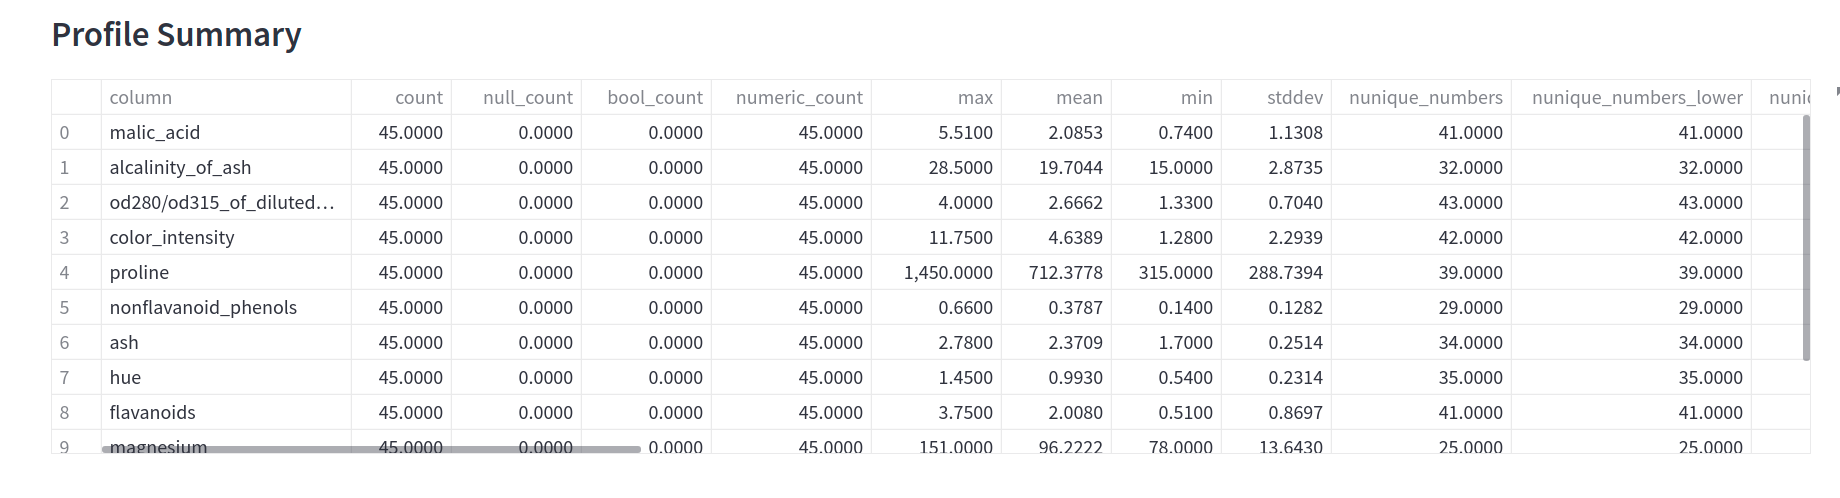 Profile Summary
column count null_count bool_count numeric_count max mean min stddev nunique_numbers nunique_numbers_lower
0 malic_acid 45.0000 0.0000 0.0000 45.0000 5.5100 2.0853 0.7400 1.1308 41.0000 41.0000
1 alcalinity_of_ash 45.0000 0.0000 0.0000 45.0000 28.5000 19.7044 15.0000 2.8735 32.0000 32.0000
2 od280/od315_of_diluted… 45.0000 0.0000 0.0000 45.0000 4.0000 2.6662 1.3300 0.7040 43.0000 43.0000
3 color_intensity 45.0000 0.0000 0.0000 45.0000 11.7500 4.6389 1.2800 2.2939 42.0000 42.0000
4 proline 45.0000 0.0000 0.0000 45.0000 1,450.0000 712.3778 315.0000 288.7394 39.0000 39.0000
5 nonflavanoid_phenols 45.0000 0.0000 0.0000 45.0000 0.6600 0.3787 0.1400 0.1282 29.0000 29.0000
6 ash 45.0000 0.0000 0.0000 45.0000 2.7800 2.3709 1.7000 0.2514 34.0000 34.0000
7 hue 45.0000 0.0000 0.0000 45.0000 1.4500 0.9930 0.5400 0.2314 35.0000 35.0000
8 flavanoids 45.0000 0.0000 0.0000 45.0000 3.7500 2.0080 0.5100 0.8697 41.0000 41.0000
9 magnesium 45.0000 0.0000 0.0000 45.0000 151.0000 96.2222 78.0000 13.6430 25.0000 25.0000